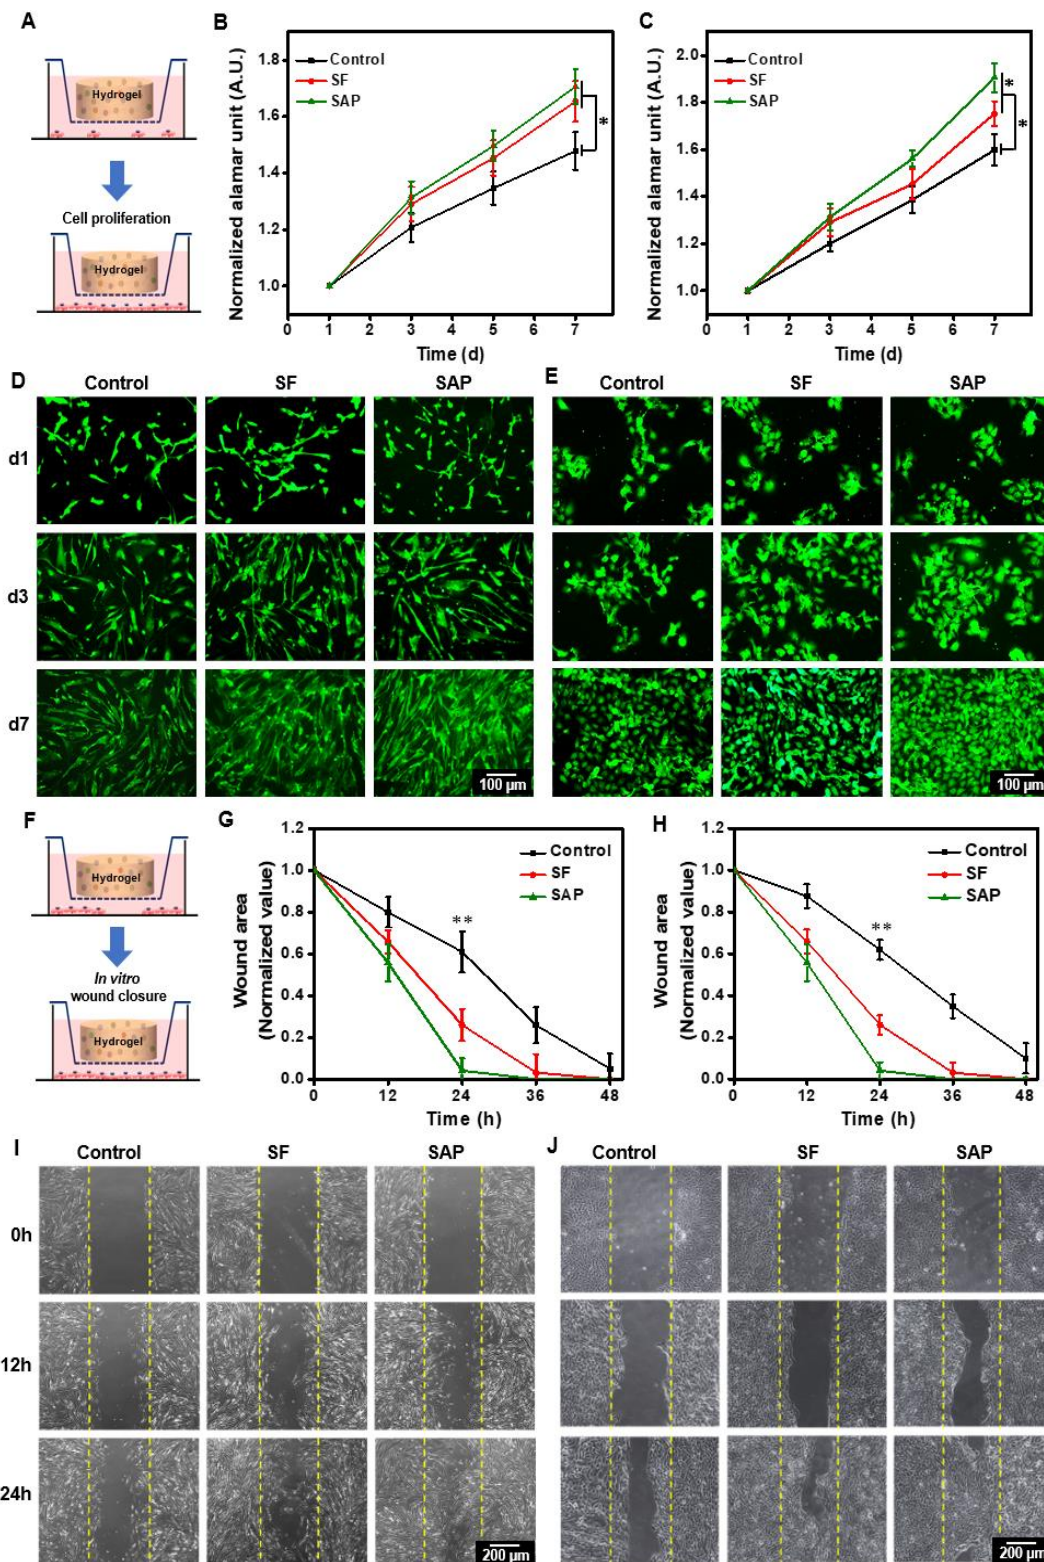 A
Hydrogel
Cell proliferation
Hydrogel
B
Normalized alamar unit (A.U.)
1.8
1.6
1.4
1.2
1.0
Control
SF
SAP
*
0 1 2 3 4 5 6 7
Time (d)
C
Normalized alamar unit (A.U.)
2.0
1.8
1.6
1.4
1.2
1.0
Control
SF
SAP
*
*
0 1 2 3 4 5 6 7
Time (d)
D
Control SF SAP
d1
d3
d7
100 µm
E
Control SF SAP
100 µm
F
Hydrogel
In vitro
wound closure
Hydrogel
G
Wound area
(Normalized value)
1.2
1.0
0.8
0.6
0.4
0.2
0.0
Control
SF
SAP
**
0 12 24 36 48
Time (h)
H
Wound area
(Normalized value)
1.2
1.0
0.8
0.6
0.4
0.2
0.0
Control
SF
SAP
**
0 12 24 36 48
Time (h)
I
Control SF SAP
0h
12h
24h
200 µm
J
Control SF SAP
200 µm